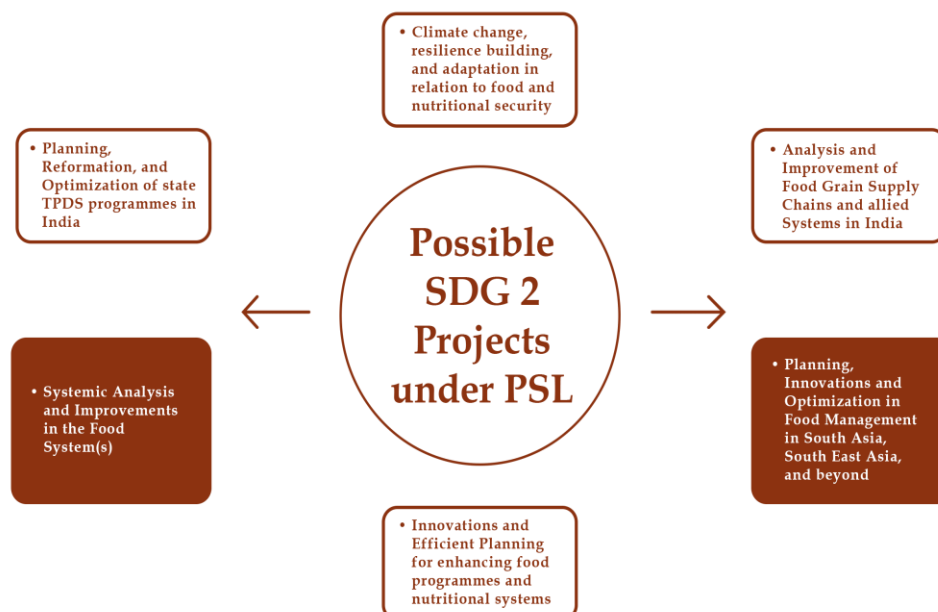 • Climate change,
resilience building,
and adaptation in
relation to food and
nutritional security
• Planning,
Reformation, and
Optimization of state
TPDS programmes in
India
• Analysis and
Improvement of
Food Grain Supply
Chains and allied
Systems in India
Possible
SDG 2
Projects
under PSL
• Systemic Analysis
and Improvements
in the Food
System(s)
• Planning,
Innovations and
Optimization in
Food Management
in South Asia,
South East Asia,
and beyond
• Innovations and
Efficient Planning
for enhancing food
programmes and
nutritional systems